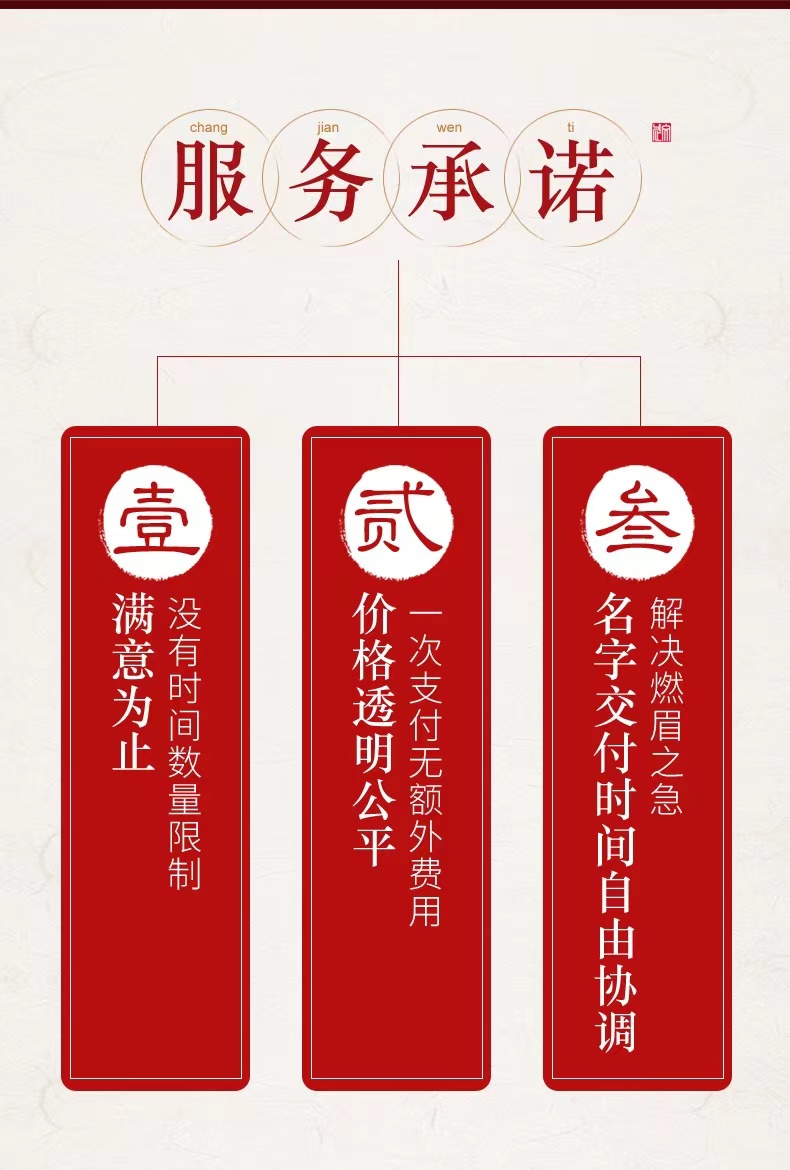 chang jian wen ti
服务承诺
壹
没有时间数量限制
满意为止
贰
一次支付无额外费用
价格透明公平
叁
解决燃眉之急
名字交付时间自由协调